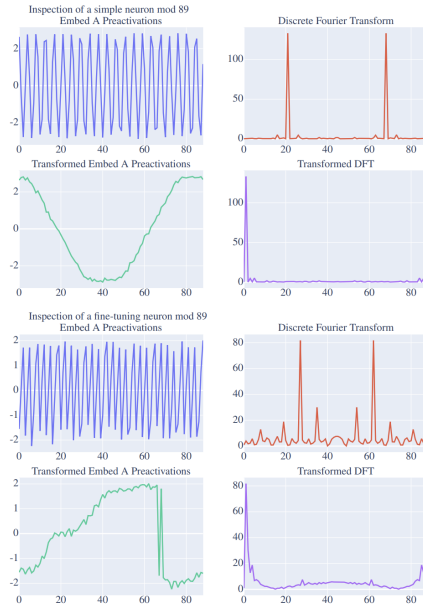 Inspection of a simple neuron mod 89
Embed A Preactivations
Discrete Fourier Transform
2
0
-2
0 20 40 60 80
100
50
0
0 20 40 60 80
Transformed Embed A Preactivations
Transformed DFT
2
0
-2
0 20 40 60 80
100
50
0
0 20 40 60 80
Inspection of a fine-tuning neuron mod 89
Embed A Preactivations
Discrete Fourier Transform
2
1
0
-1
2
0 20 40 60 80
80
60
40
20
0
0 20 40 60 80
Transformed Embed A Preactivations
Transformed DFT
2
1
0
-1
-2
0 20 40 60 80
80
60
40
20
0
0 20 40 60 80